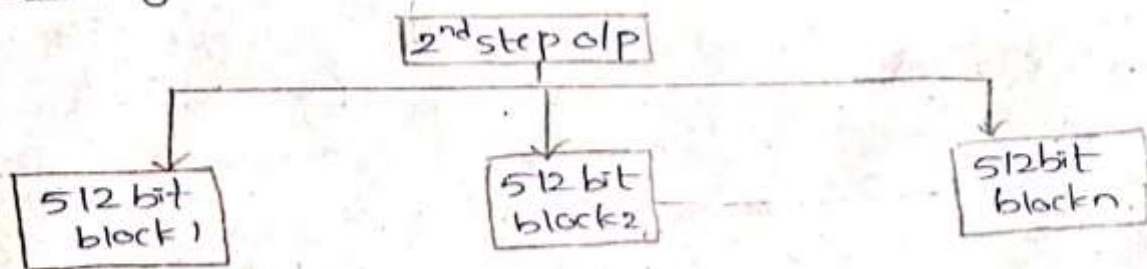 2nd step o/p
512 bit
block 1
512 bit
block 2
512 bit
block n.